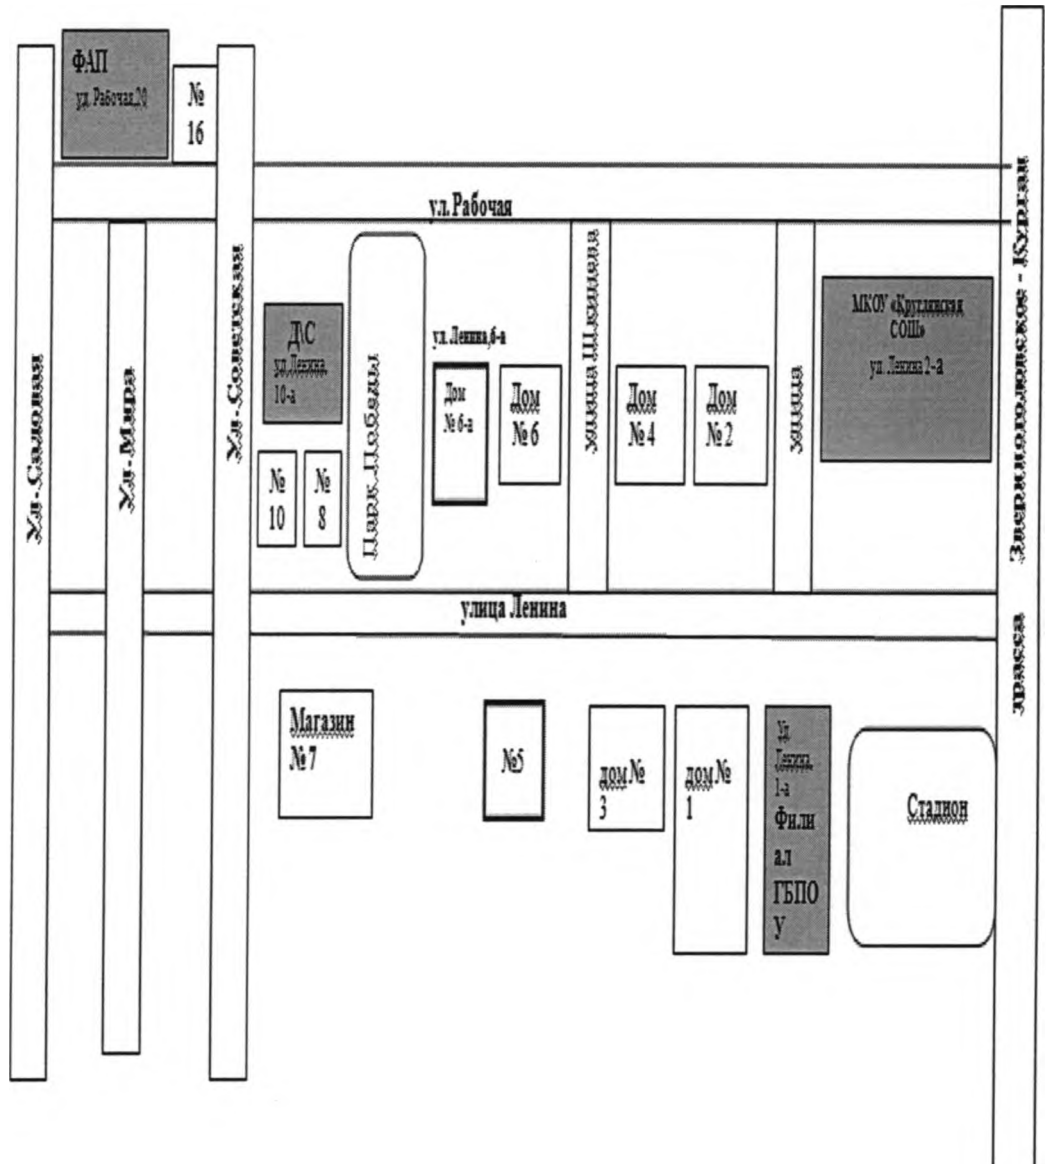 ФАП
ул. Рабочая,20
№
16
ул. Рабочая
Ул -Садовая
Ул -Мира
Ул -Советская
Д\С
ул. Ленина,
10-а
№
10
№
8
Парк Победы
ул. Ленина,6-а
Дом
№ 6-а
Дом
№ 6
Дом
№ 4
Дом
№ 2
улица
улица
МКОУ «Круглянская
СОШ»
ул. Ленина 2-а
трасса Звериноголовское - Курган
улица Ленина
Магазин
№ 7
№5
дом №
3
дом №
1
Ул.
Ленина,
1-а
Фили
ал
ГБПО
У
Стадион